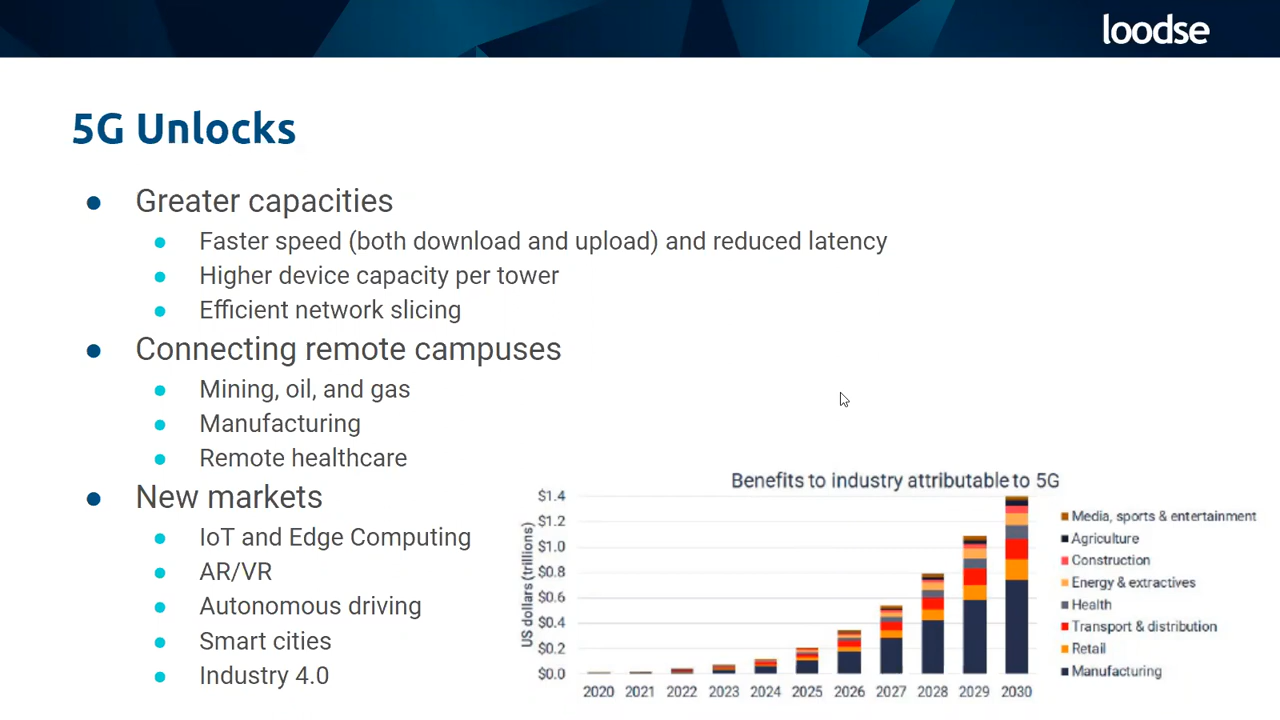 loodse
5G Unlocks
Greater capacities
Faster speed (both download and upload) and reduced latency
Higher device capacity per tower
Efficient network slicing
Connecting remote campuses
Mining, oil, and gas
Manufacturing
Remote healthcare
New markets
IoT and Edge Computing
AR/VR
Autonomous driving
Smart cities
Industry 4.0
Benefits to industry attributable to 5G
US dollars (trillions)
$1.4
$1.2
$1.0
$0.8
$0.6
$0.4
$0.2
$0.0
2020 2021 2022 2023 2024 2025 2026 2027 2028 2029 2030
Media, sports & entertainment
Agriculture
Construction
Energy & extractives
Health
Transport & distribution
Retail
Manufacturing